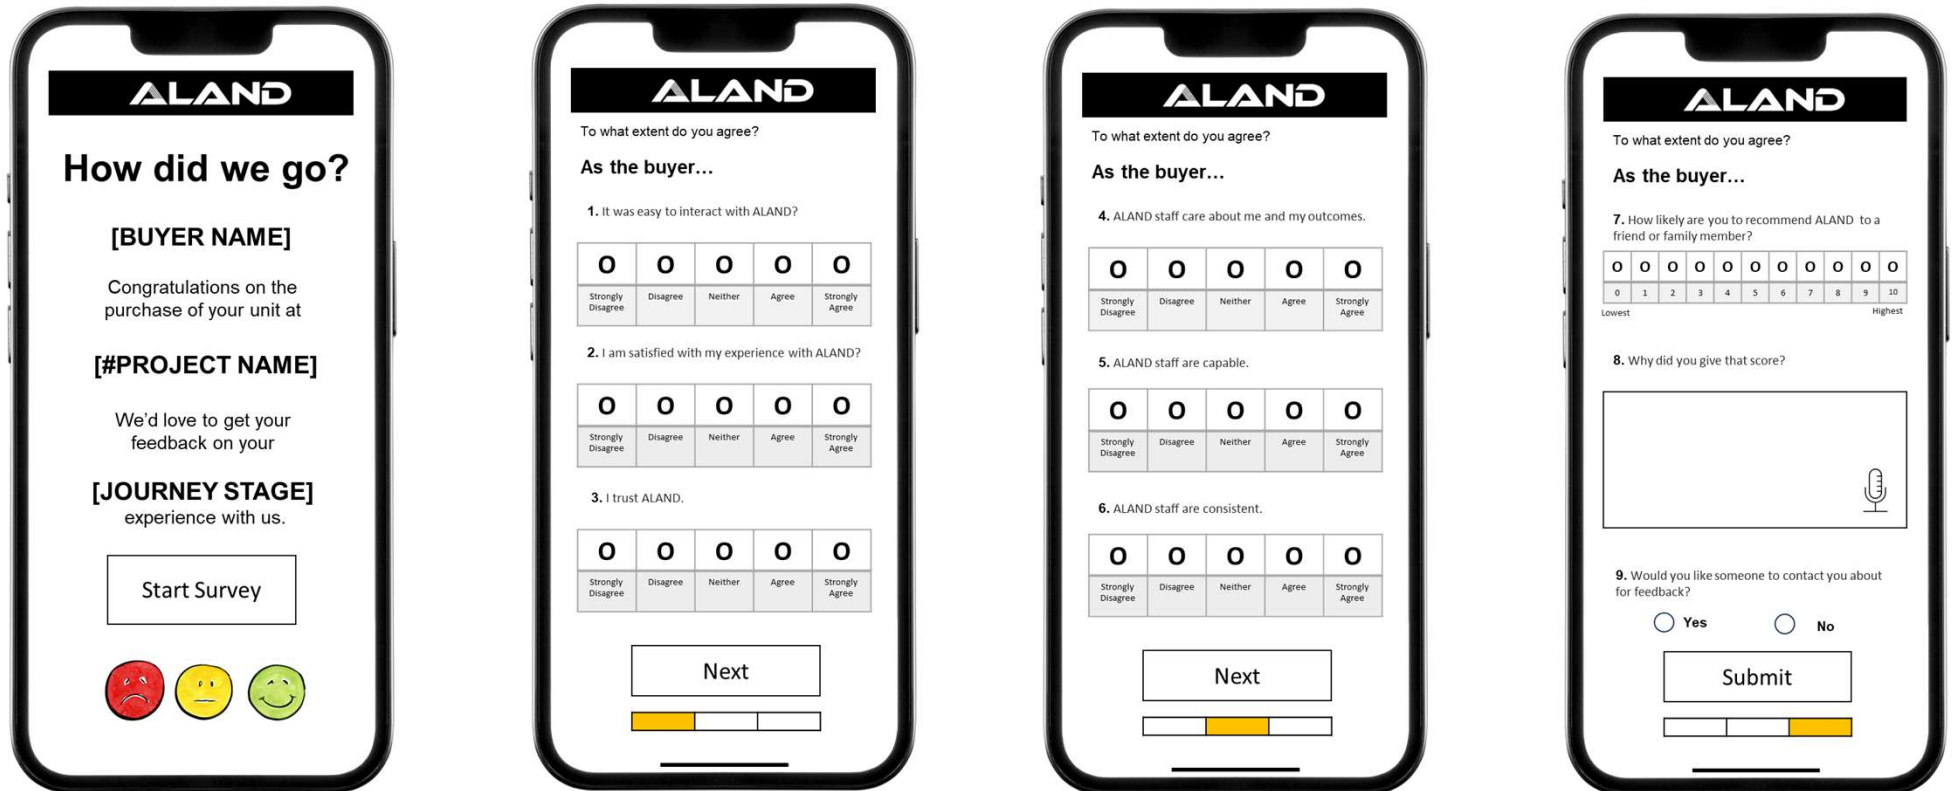 ALAND
How did we go?
[BUYER NAME]
Congratulations on the
purchase of your unit at
[#PROJECT NAME]
We'd love to get your
feedback on your
[JOURNEY STAGE]
experience with us.
Start Survey
ALAND
To what extent do you agree?
As the buyer...
1. It was easy to interact with ALAND?
O O O O O
Strongly Disagree Disagree Neither Agree Strongly Agree
2. I am satisfied with my experience with ALAND?
O O O O O
Strongly Disagree Disagree Neither Agree Strongly Agree
3. I trust ALAND.
O O O O O
Strongly Disagree Disagree Neither Agree Strongly Agree
Next
ALAND
To what extent do you agree?
As the buyer...
4. ALAND staff care about me and my outcomes.
O O O O O
Strongly Disagree Disagree Neither Agree Strongly Agree
5. ALAND staff are capable.
O O O O O
Strongly Disagree Disagree Neither Agree Strongly Agree
6. ALAND staff are consistent.
O O O O O
Strongly Disagree Disagree Neither Agree Strongly Agree
Next
ALAND
To what extent do you agree?
As the buyer...
7. How likely are you to recommend ALAND to a
friend or family member?
O O O O O O O O O O O
0 1 2 3 4 5 6 7 8 9 10
Lowest Highest
8. Why did you give that score?
9. Would you like someone to contact you about
for feedback?
Yes No
Submit